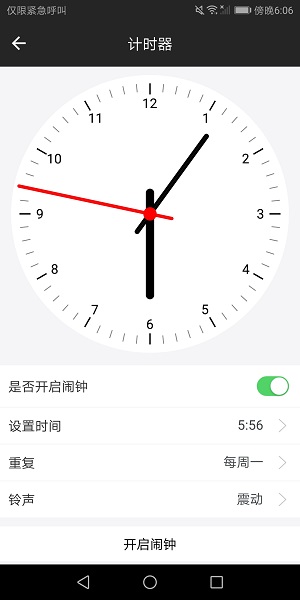 仅限紧急呼叫 傍晚6:06
计时器
12
11 1
10 2
9 3
8 4
7 5
6
是否开启闹钟
设置时间 5:56
重复 每周一
铃声 震动
开启闹钟